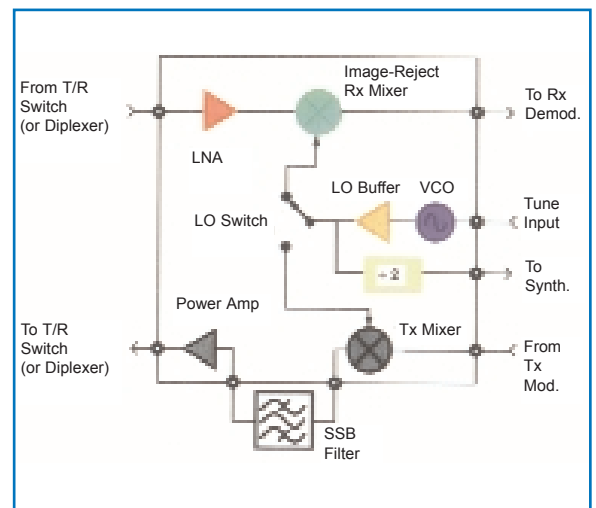 Image-Reject
Rx Mixer
From T/R
Switch
(or Diplexer)
To Rx
Demod.
LNA
LO Buffer
VCO
Tune
Input
LO Switch
÷2
To
Synth.
Power Amp
To T/R
Switch
(or Diplexer)
Tx Mixer
From
Tx
Mod.
SSB
Filter